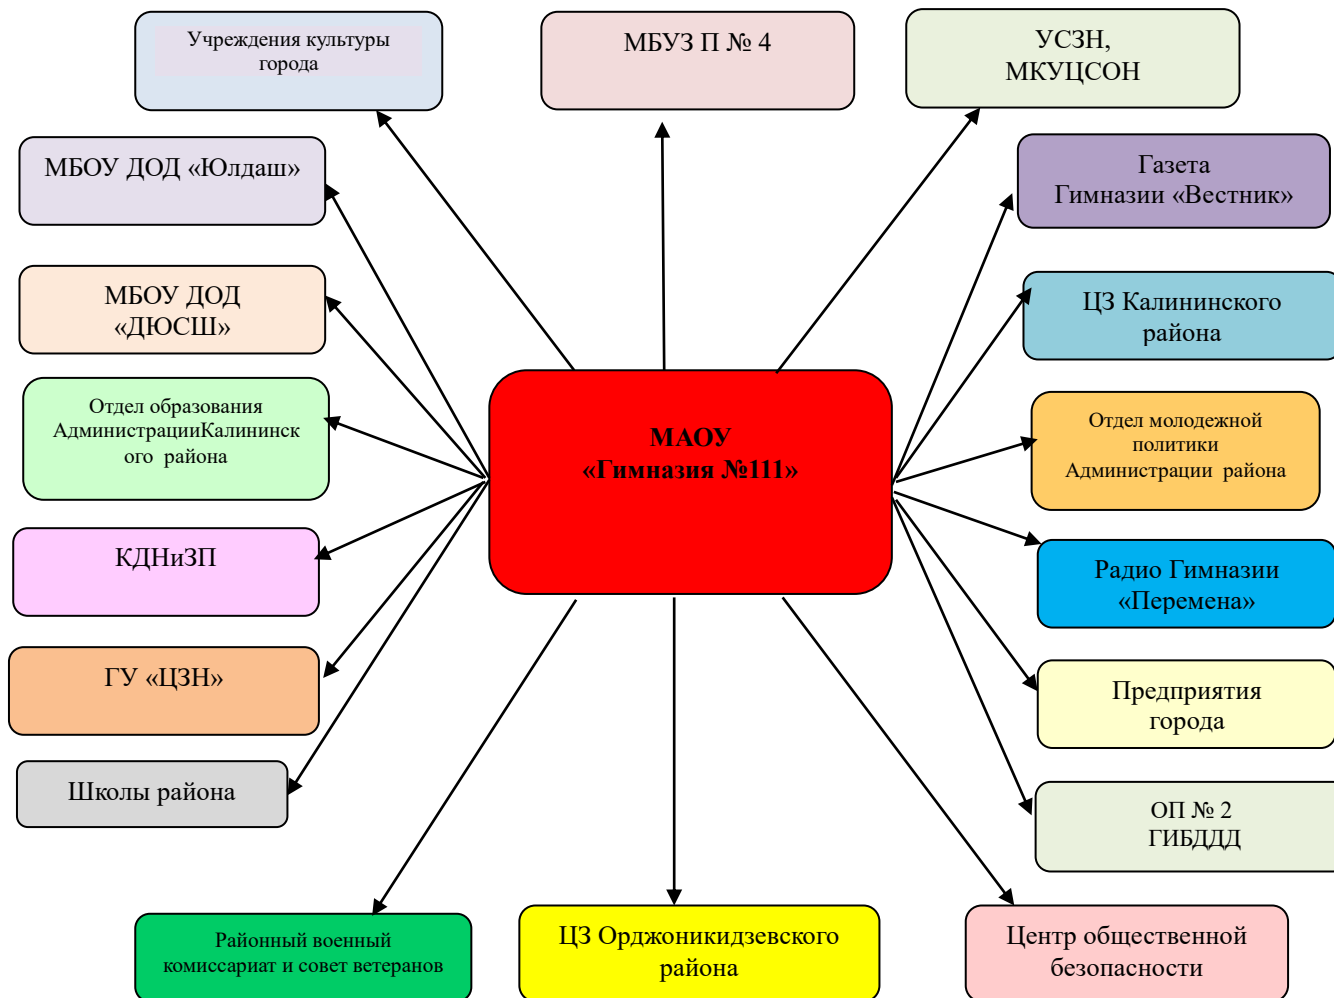 Учреждения культуры
города
МБУЗ П № 4
УСЗН,
МКУЦСОН
МБОУ ДОД «Юлдаш»
Газета
Гимназии «Вестник»
МБОУ ДОД
«ДЮСШ»
ЦЗ Калининского
района
Отдел образования
АдминистрацииКалининск
ого района
МАОУ
«Гимназия №111»
Отдел молодежной
политики
Администрации района
КДНиЗП
Радио Гимназии
«Перемена»
ГУ «ЦЗН»
Предприятия
города
Школы района
ОП № 2
ГИБДДД
Районный военный
комиссариат и совет ветеранов
ЦЗ Орджоникидзевского
района
Центр общественной
безопасности